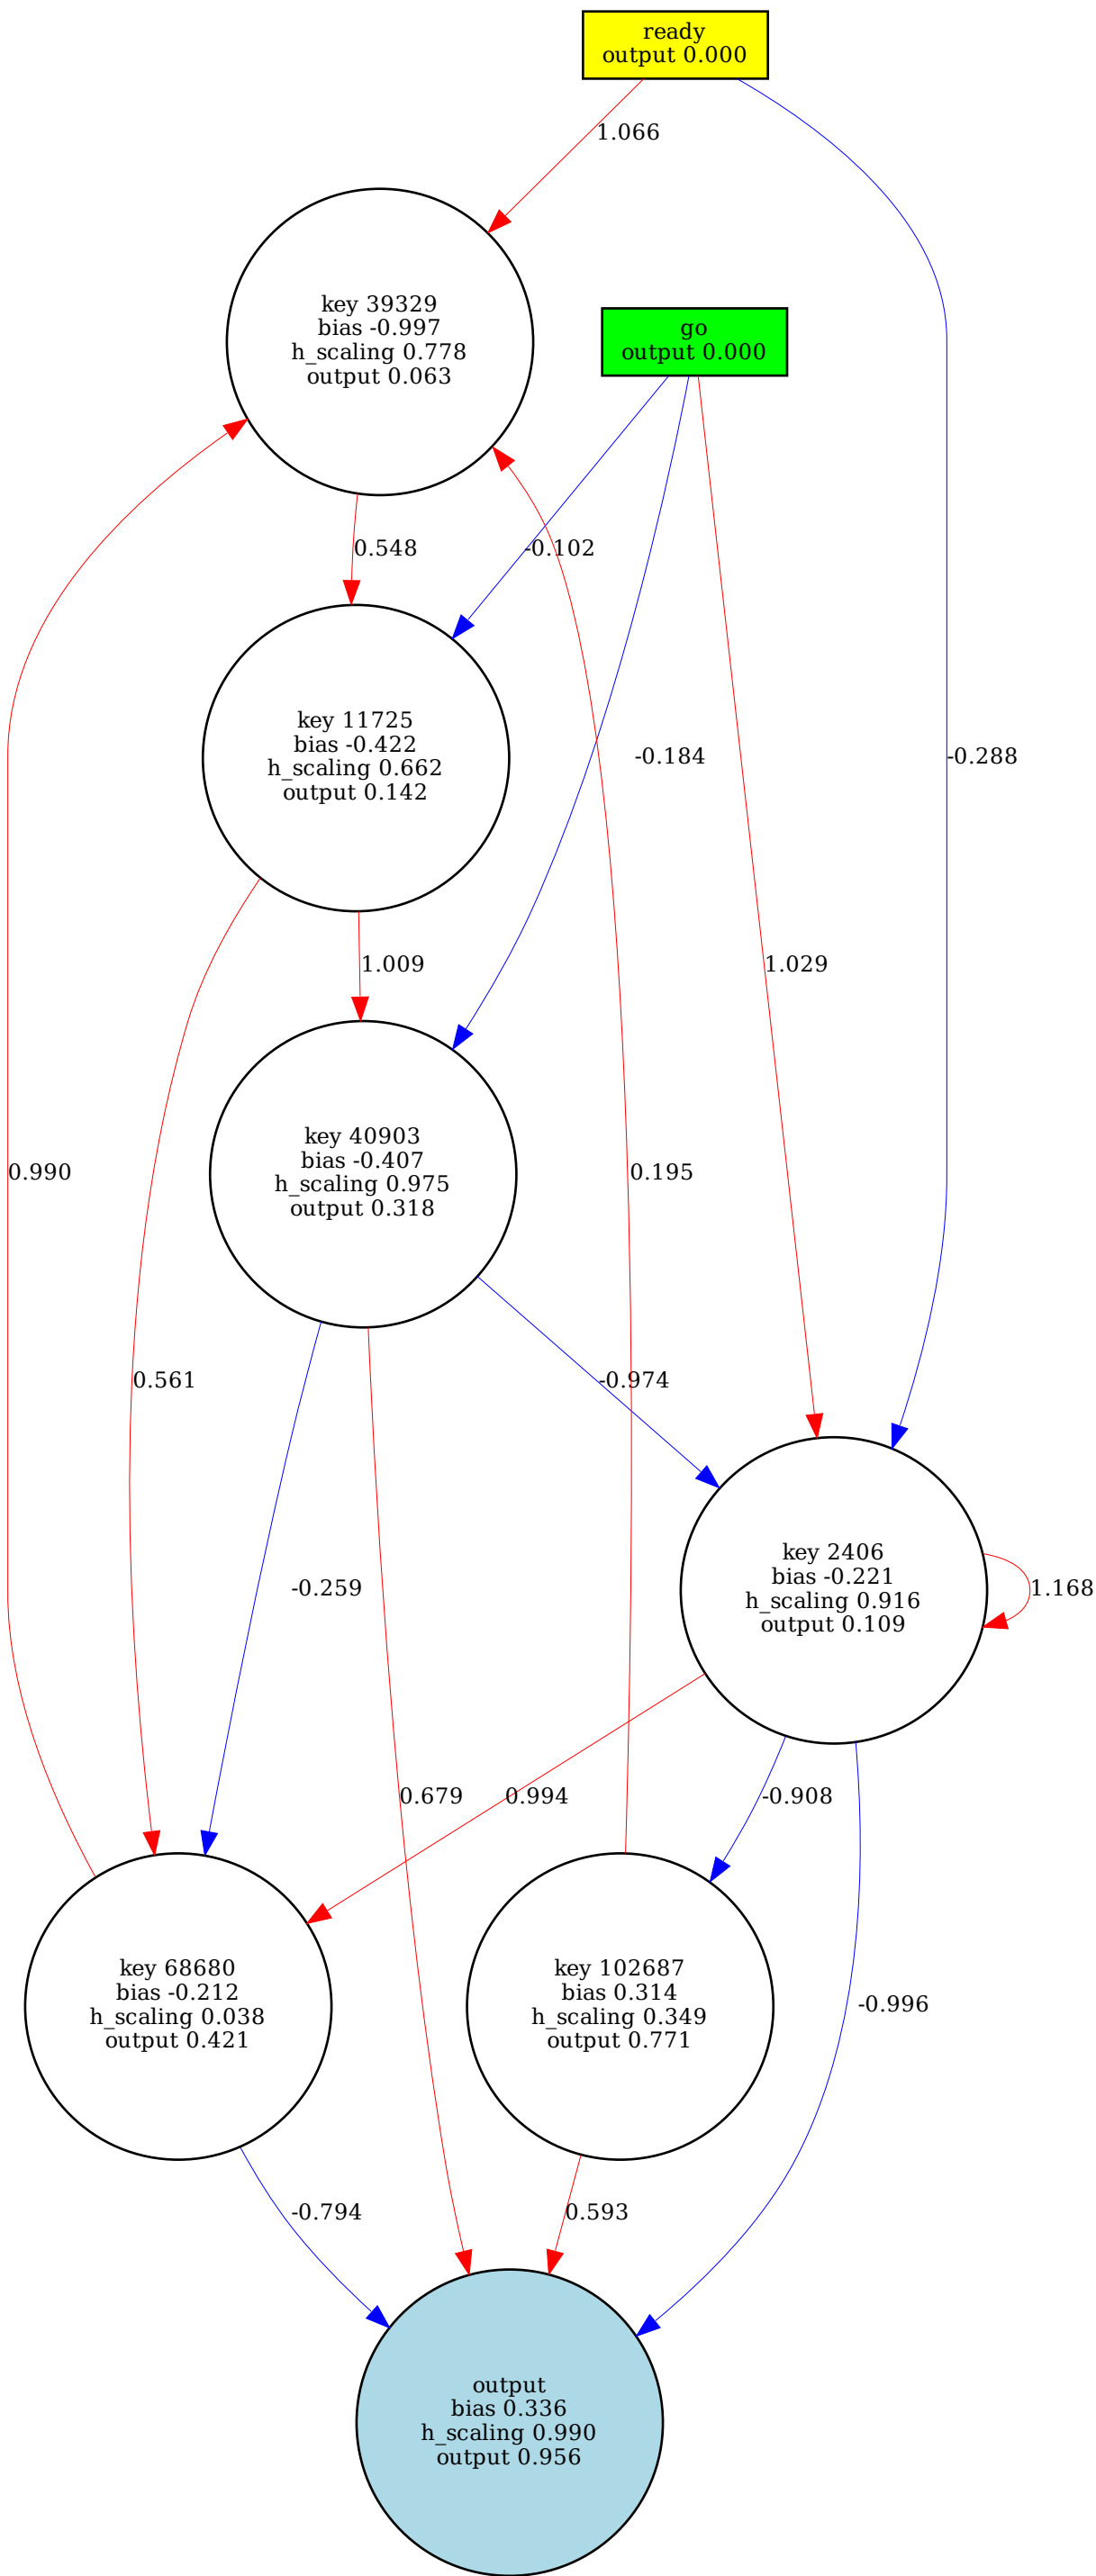 ready
output 0.000
1.066
key 39329
bias -0.997
h_scaling 0.778
output 0.063
go
output 0.000
0.548
-0.102
key 11725
bias -0.422
h_scaling 0.662
output 0.142
-0.184
-0.288
1.009
1.029
key 40903
bias -0.407
h_scaling 0.975
output 0.318
0.990
0.195
0.561
-0.974
key 2406
bias -0.221
h_scaling 0.916
output 0.109
-0.259
1.168
0.679
0.994
-0.908
key 68680
bias -0.212
h_scaling 0.038
output 0.421
key 102687
bias 0.314
h_scaling 0.349
output 0.771
-0.996
-0.794
0.593
output
bias 0.336
h_scaling 0.990
output 0.956